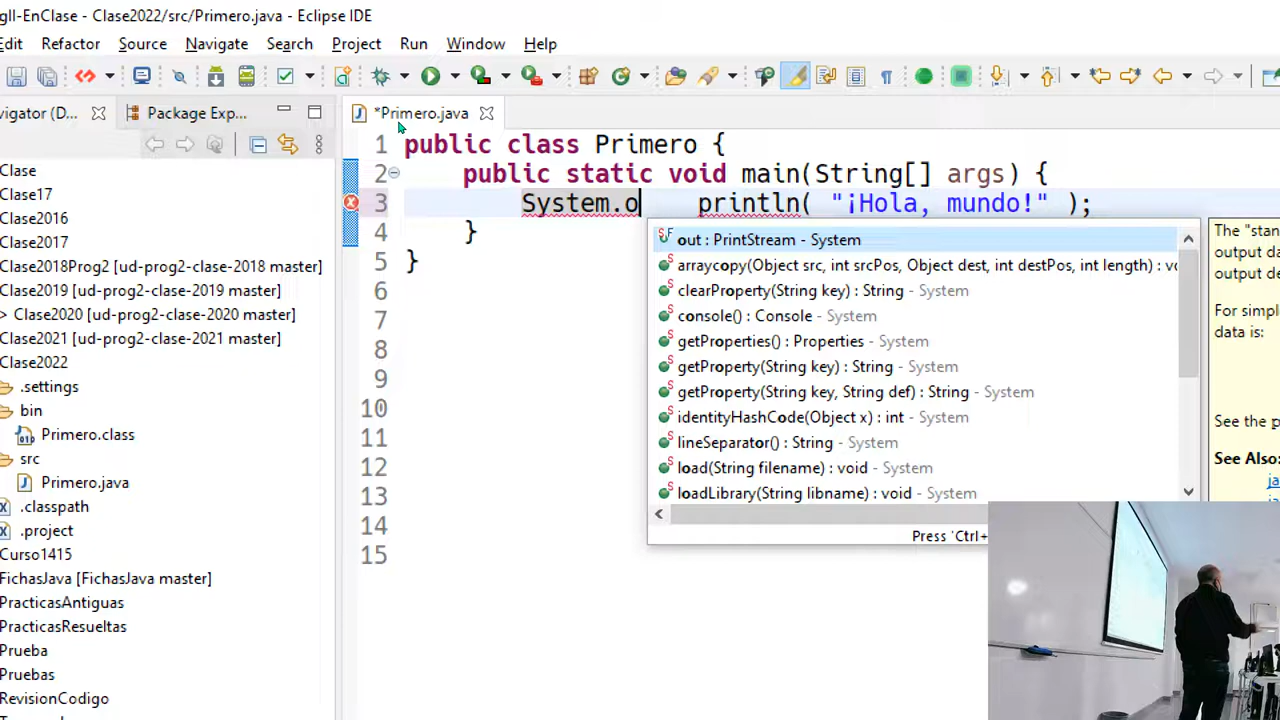 gII-EnClase - Clase2022/src/Primero.java - Eclipse IDE
Edit Refactor Source Navigate Search Project Run Window Help
vigator (D... Package Exp... *Primero.java
1 public class Primero {
2 public static void main(String[] args) {
3 System.o println( "¡Hola, mundo!" );
4 }
5 }
6
7
8
9
10
11
12
13
14
15
Clase
Clase17
Clase2016
Clase2017
Clase2018Prog2 [ud-prog2-clase-2018 master]
Clase2019 [ud-prog2-clase-2019 master]
> Clase2020 [ud-prog2-clase-2020 master]
Clase2021 [ud-prog2-clase-2021 master]
Clase2022
.settings
bin
Primero.class
src
Primero.java
.classpath
.project
Curso1415
FichasJava [FichasJava master]
PracticasAntiguas
PracticasResueltas
Prueba
Pruebas
RevisionCodigo
out : PrintStream - System
arraycopy(Object src, int srcPos, Object dest, int destPos, int length) : vo
clearProperty(String key) : String - System
console() : Console - System
getProperties() : Properties - System
getProperty(String key) : String - System
getProperty(String key, String def) : String - System
identityHashCode(Object x) : int - System
lineSeparator() : String - System
load(String filename) : void - System
loadLibrary(String libname) : void - System
Press 'Ctrl+
The "stan
output da
output de
For simple
data is:
See the p
See Also:
ja